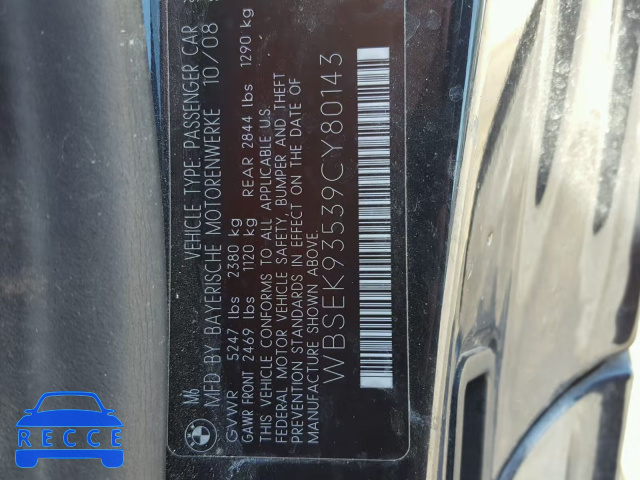 M6 VEHICLE TYPE: PASSENGER CAR
MFD BY BAYERISCHE MOTORENWERKE 10/08
GVWR 5247 lbs 2380 kg
GAWR FRONT 2469 lbs 1120 kg REAR 2844 lbs 1290 kg
THIS VEHICLE CONFORMS TO ALL APPLICABLE U.S.
FEDERAL MOTOR VEHICLE SAFETY, BUMPER AND THEFT
PREVENTION STANDARDS IN EFFECT ON THE DATE OF
MANUFACTURE SHOWN ABOVE.
WBSEK93539CY80143
BMW
RECCE